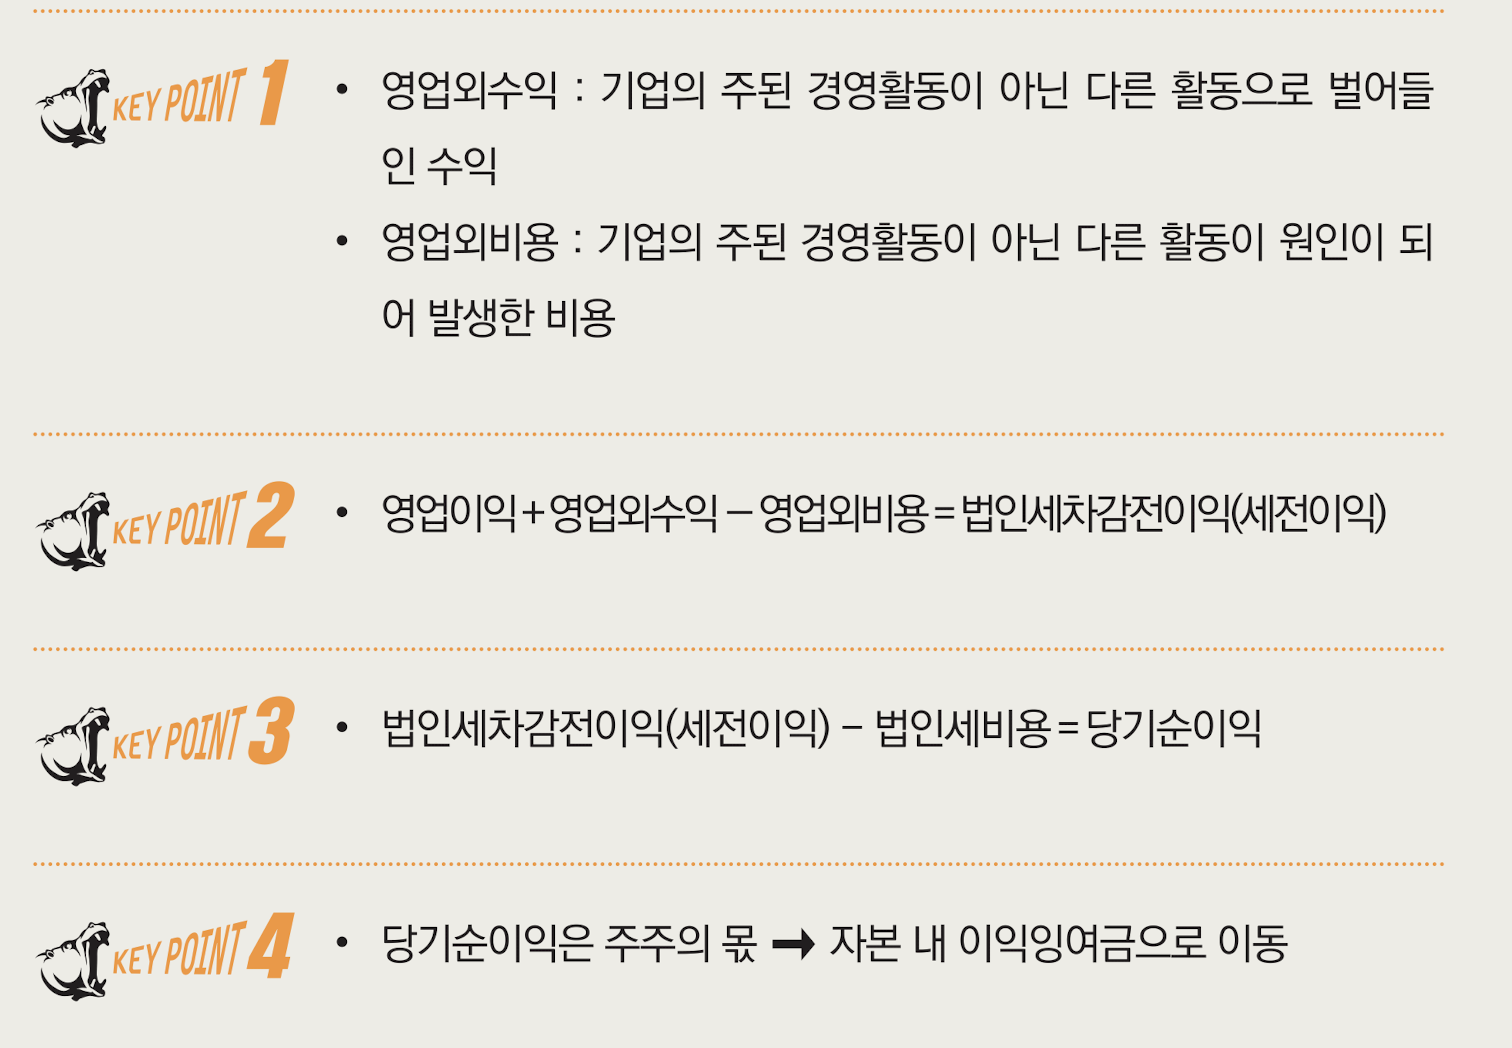 KEY POINT 1
• 영업외수익 : 기업의 주된 경영활동이 아닌 다른 활동으로 벌어들
인 수익
• 영업외비용 : 기업의 주된 경영활동이 아닌 다른 활동이 원인이 되
어 발생한 비용
KEY POINT 2
• 영업이익+영업외수익 – 영업외비용=법인세차감전이익(세전이익)
KEY POINT 3
• 법인세차감전이익(세전이익) – 법인세비용=당기순이익
KEY POINT 4
• 당기순이익은 주주의 몫 ➡ 자본 내 이익잉여금으로 이동